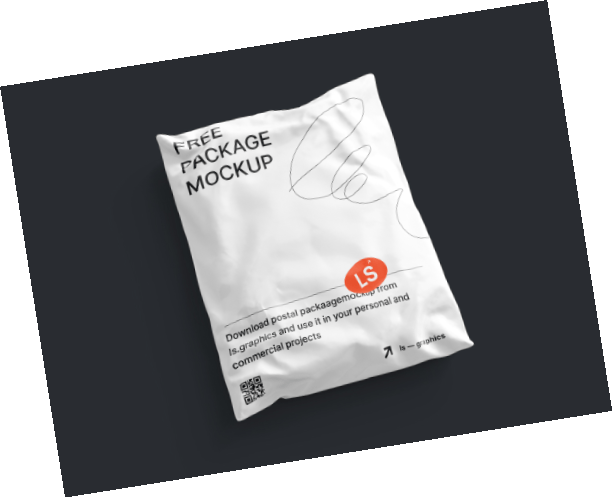 FREE
PACKAGE
MOCKUP
LS
Download postal packaagemockup from
ls.graphics and use it in your personal and
commercial projects
ls — graphics